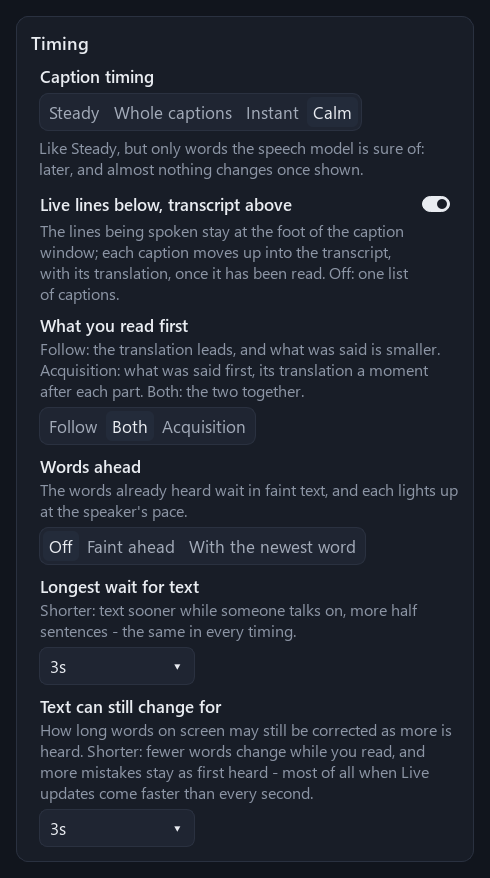 Timing
Caption timing
Steady Whole captions Instant Calm
Like Steady, but only words the speech model is sure of:
later, and almost nothing changes once shown.
Live lines below, transcript above
The lines being spoken stay at the foot of the caption
window; each caption moves up into the transcript,
with its translation, once it has been read. Off: one list
of captions.
What you read first
Follow: the translation leads, and what was said is smaller.
Acquisition: what was said first, its translation a moment
after each part. Both: the two together.
Follow Both Acquisition
Words ahead
The words already heard wait in faint text, and each lights up
at the speaker's pace.
Off Faint ahead With the newest word
Longest wait for text
Shorter: text sooner while someone talks on, more half
sentences - the same in every timing.
3s
Text can still change for
How long words on screen may still be corrected as more is
heard. Shorter: fewer words change while you read, and
more mistakes stay as first heard - most of all when Live
updates come faster than every second.
3s